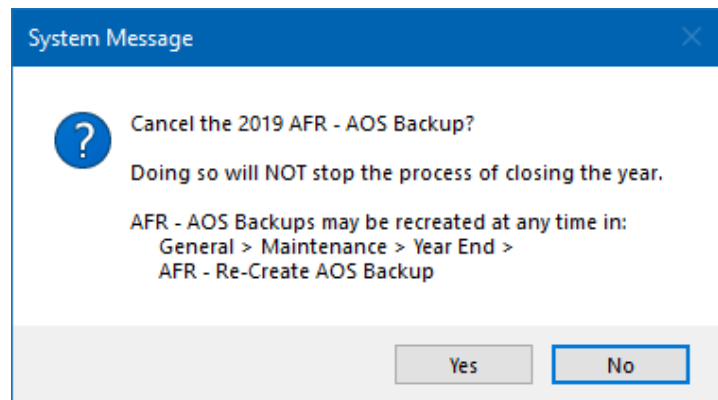 System Message
Cancel the 2019 AFR - AOS Backup?
Doing so will NOT stop the process of closing the year.
AFR - AOS Backups may be recreated at any time in:
General > Maintenance > Year End >
AFR - Re-Create AOS Backup
Yes
No